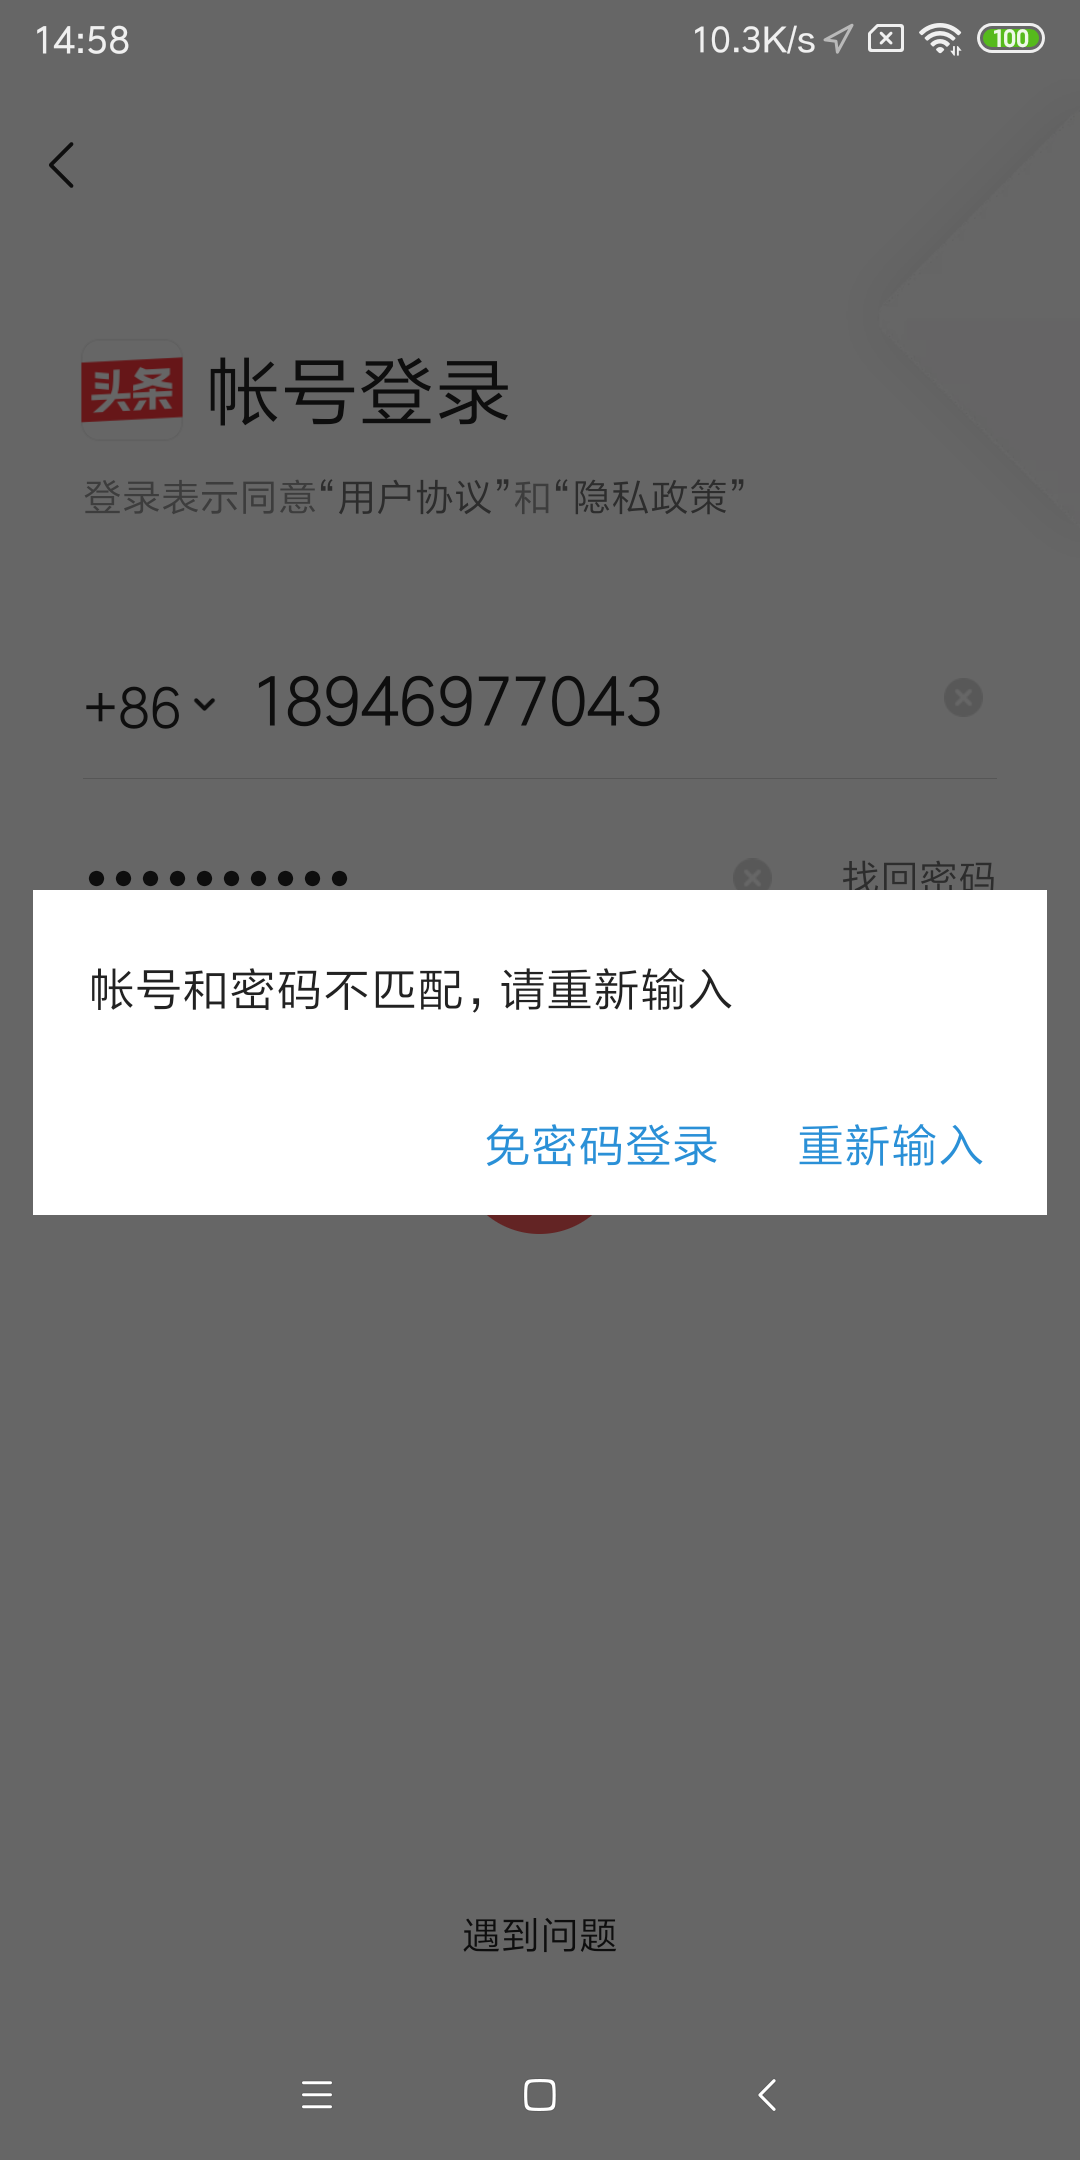 14:58 10.3K/s 100
头条 帐号登录
登录表示同意“用户协议”和“隐私政策”
+86 18946977043
•••••••••• 找回密码
帐号和密码不匹配，请重新输入
免密码登录 重新输入
遇到问题